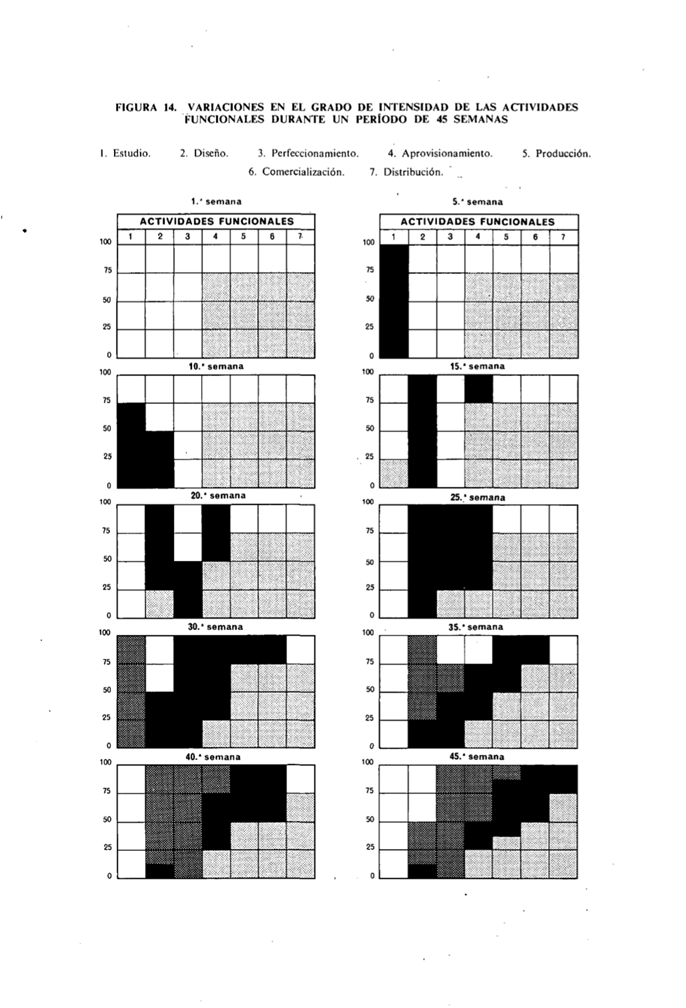 FIGURA 14. VARIACIONES EN EL GRADO DE INTENSIDAD DE LAS ACTIVIDADES
FUNCIONALES DURANTE UN PERÍODO DE 45 SEMANAS
1. Estudio. 2. Diseño. 3. Perfeccionamiento. 4. Aprovisionamiento. 5. Producción.
6. Comercialización. 7. Distribución.
1.ª semana
ACTIVIDADES FUNCIONALES
1 2 3 4 5 6 7
100
75
50
25
0
5.ª semana
ACTIVIDADES FUNCIONALES
1 2 3 4 5 6 7
100
75
50
25
0
10.ª semana
100
75
50
25
0
15.ª semana
100
75
50
25
0
20.ª semana
100
75
50
25
0
25.ª semana
100
75
50
25
0
30.ª semana
100
75
50
25
0
35.ª semana
100
75
50
25
0
40.ª semana
100
75
50
25
0
45.ª semana
100
75
50
25
0